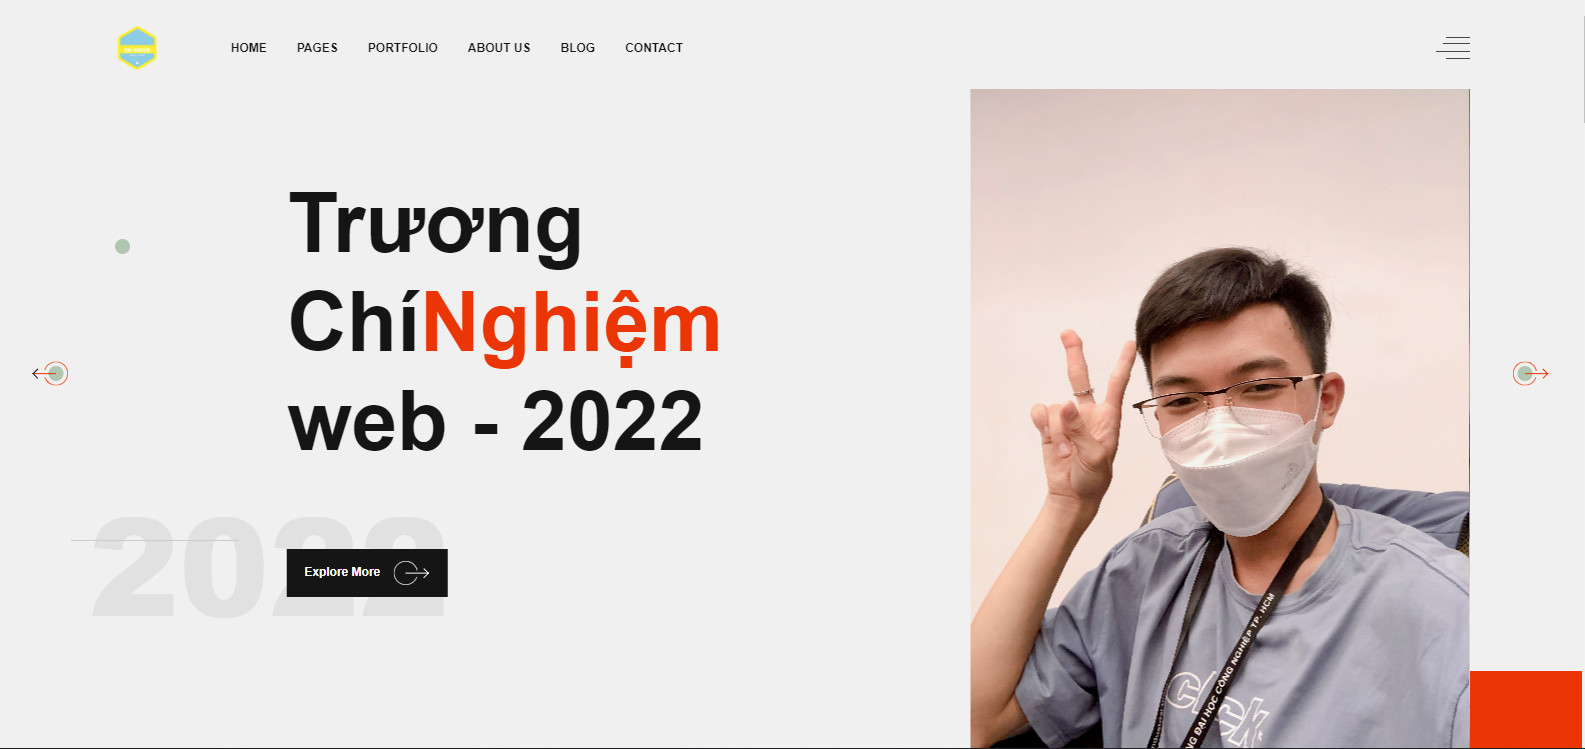 HOME PAGES PORTFOLIO ABOUT US BLOG CONTACT
Trương
ChíNghiệm
web - 2022
2022
Explore More
NG ĐẠI HỌC CÔNG NGHIỆP TP. HCM